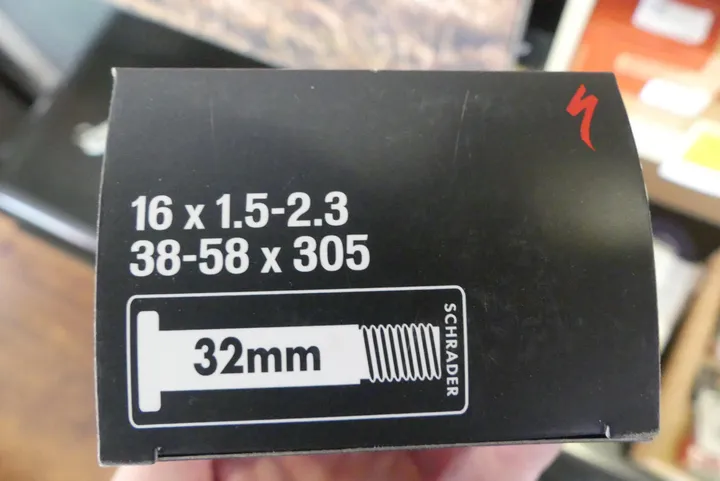 16 x 1.5-2.3
38-58 x 305
32mm
SCHRADER